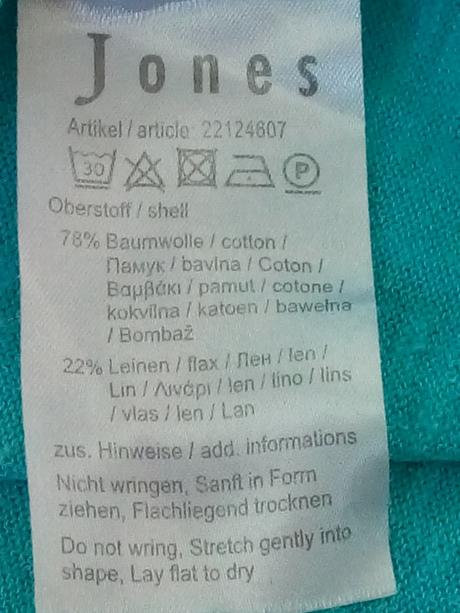 Jones
Artikel / article: 22124607
30 P
Oberstoff / shell
78% Baumwolle / cotton /
Памук / bavlna / Coton /
Βαμβάκι / pamut / cotone /
kokvilna / katoen / bawełna
/ Bombaž
22% Leinen / flax / Лен / len /
Lin / Λινάρι / len / lino / lins
/ vlas / len / Lan
zus. Hinweise / add. informations
Nicht wringen, Sanft in Form
ziehen, Flachliegend trocknen
Do not wring, Stretch gently into
shape, Lay flat to dry